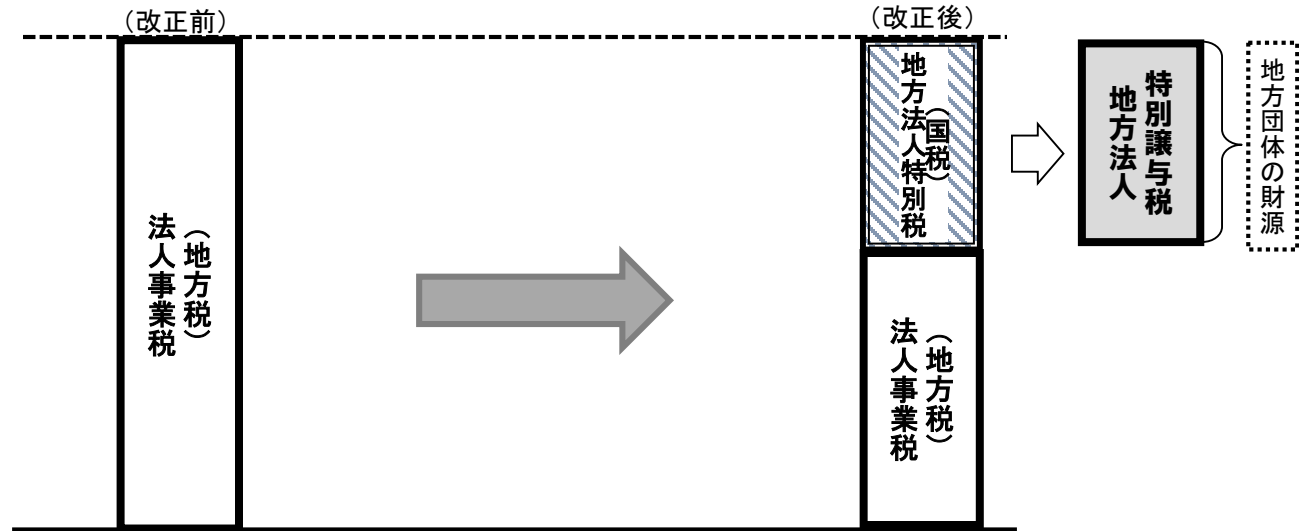 （改正前）
法人事業税
（地方税）
（改正後）
地方法人特別税
（国税）
法人事業税
（地方税）
地方法人
特別譲与税
地方団体の財源